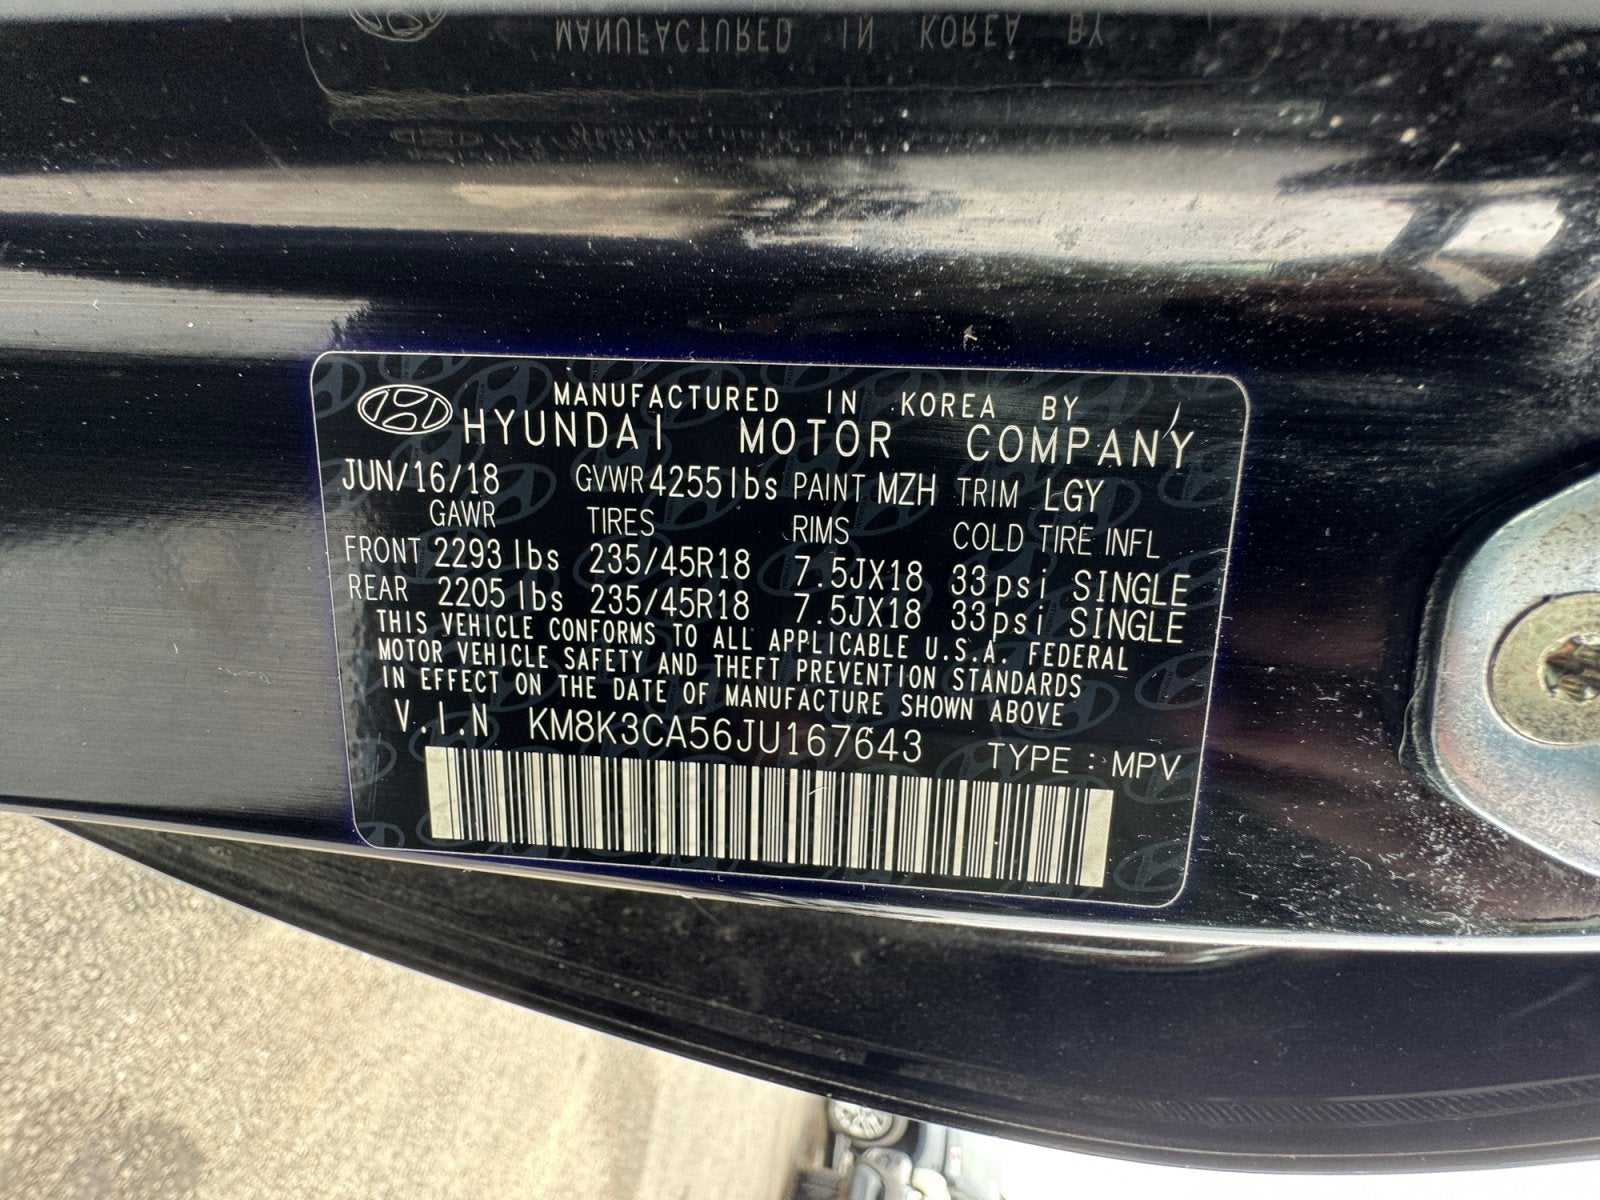 MANUFACTURED IN KOREA BY
MANUFACTURED IN KOREA BY
HYUNDAI MOTOR COMPANY
JUN/16/18 GVWR 4255lbs PAINT MZH TRIM LGY
GAWR TIRES RIMS COLD TIRE INFL
FRONT 2293 lbs 235/45R18 7.5JX18 33psi SINGLE
REAR 2205 lbs 235/45R18 7.5JX18 33psi SINGLE
THIS VEHICLE CONFORMS TO ALL APPLICABLE U.S.A. FEDERAL
MOTOR VEHICLE SAFETY AND THEFT PREVENTION STANDARDS
IN EFFECT ON THE DATE OF MANUFACTURE SHOWN ABOVE
V.I.N KM8K3CA56JU167643 TYPE : MPV